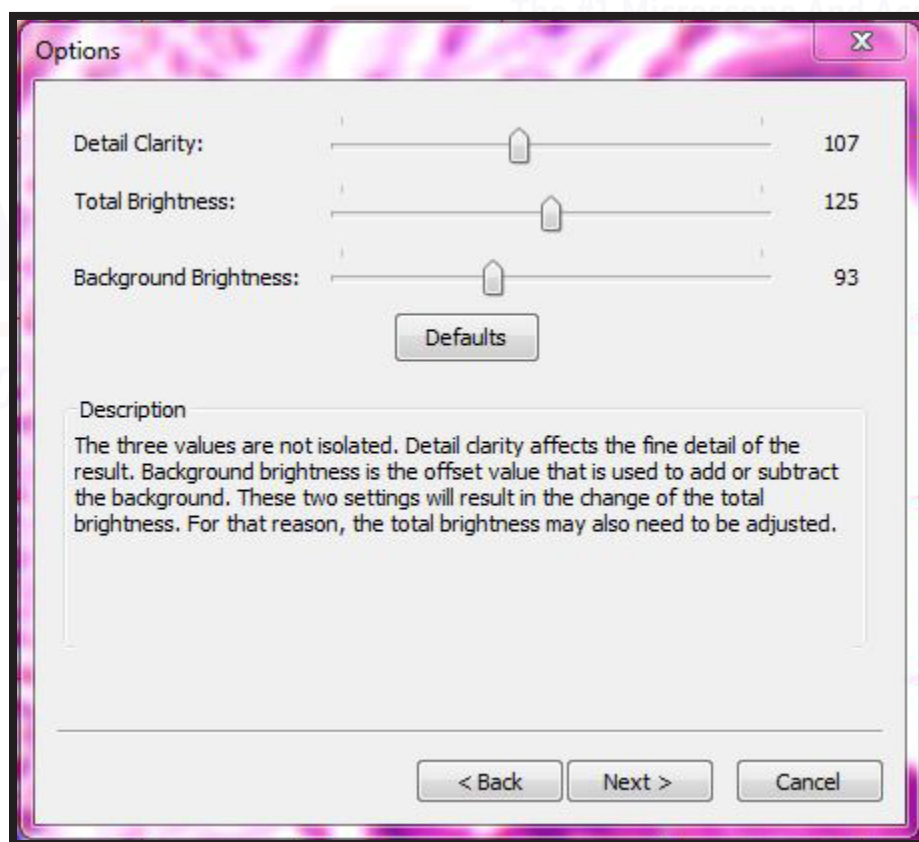 Options
Detail Clarity: 107
Total Brightness: 125
Background Brightness: 93
Defaults
Description
The three values are not isolated. Detail clarity affects the fine detail of the
result. Background brightness is the offset value that is used to add or subtract
the background. These two settings will result in the change of the total
brightness. For that reason, the total brightness may also need to be adjusted.
< Back Next > Cancel